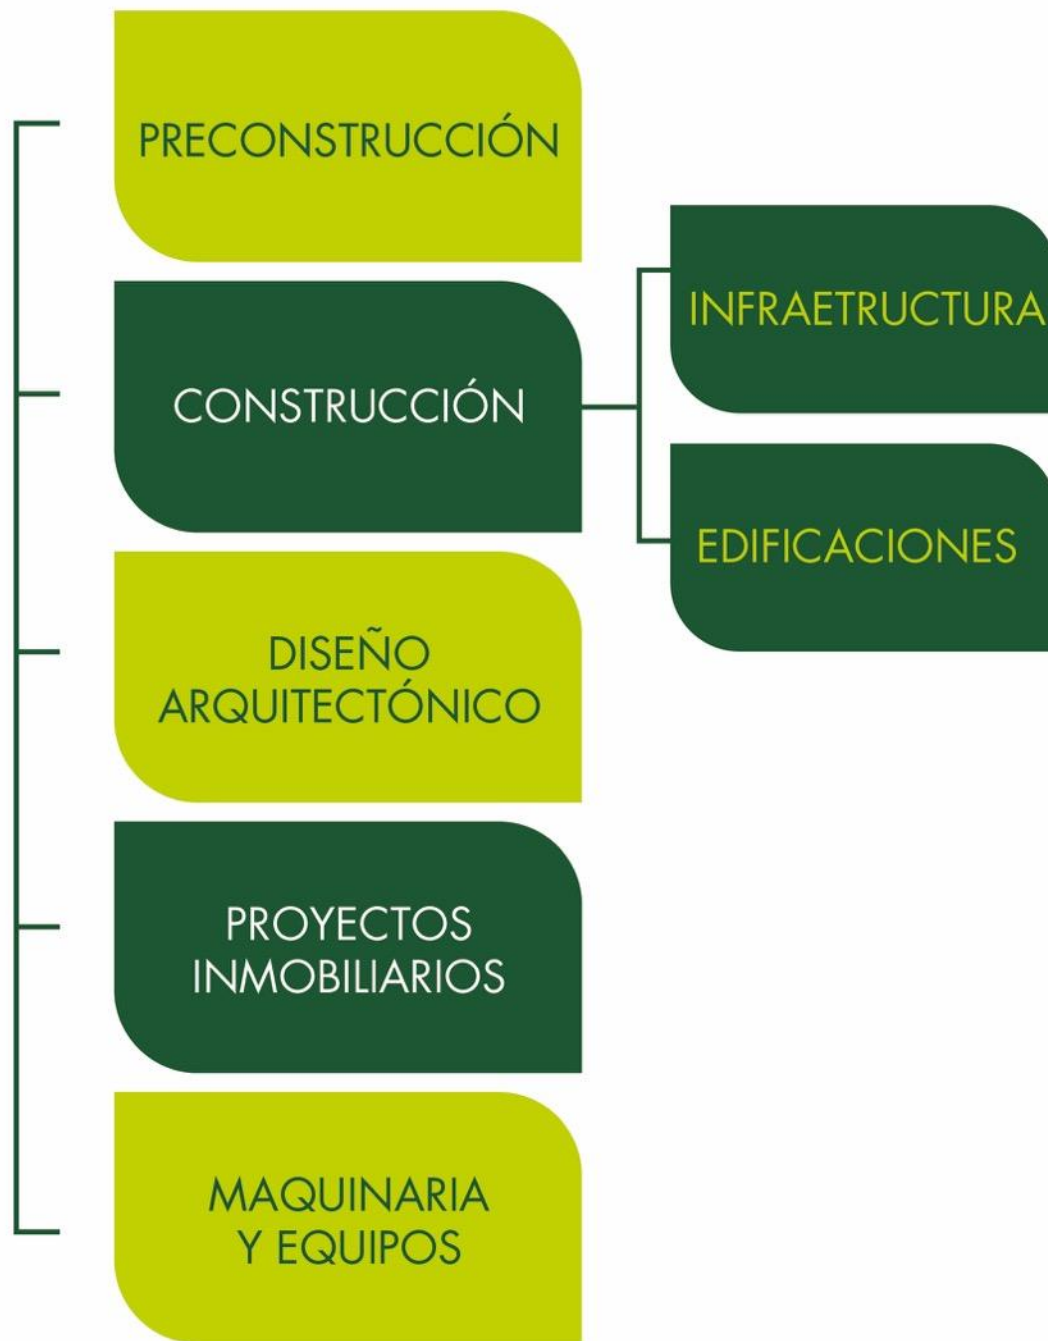 PRECONSTRUCCIÓN
CONSTRUCCIÓN
INFRAETRUCTURA
EDIFICACIONES
DISEÑO
ARQUITECTÓNICO
PROYECTOS
INMOBILIARIOS
MAQUINARIA
Y EQUIPOS